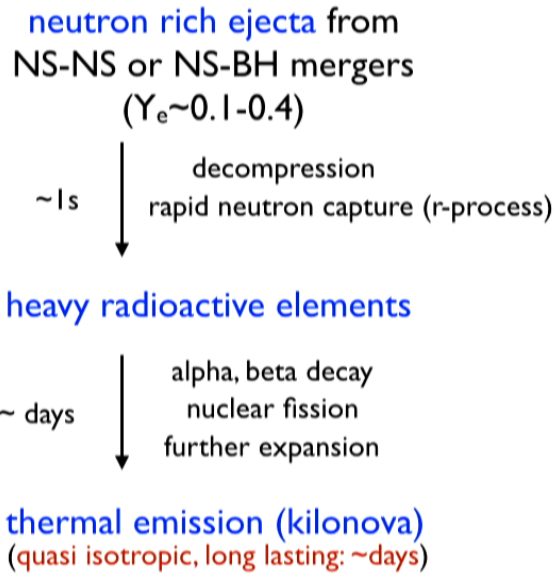 neutron rich ejecta from
NS-NS or NS-BH mergers
(Yₑ~0.1-0.4)
decompression
~1s
rapid neutron capture (r-process)
heavy radioactive elements
alpha, beta decay
~ days
nuclear fission
further expansion
thermal emission (kilonova)
(quasi isotropic, long lasting: ~days)